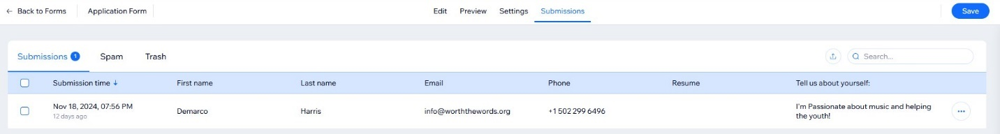 Back to Forms Application Form Edit Preview Settings Submissions Save
Submissions 1 Spam Trash Search...
Submission time First name Last name Email Phone Resume Tell us about yourself:
Nov 18, 2024, 07:56 PM Demarco Harris info@worththewords.org +1 502 299 6496 I'm Passionate about music and helping
12 days ago the youth!